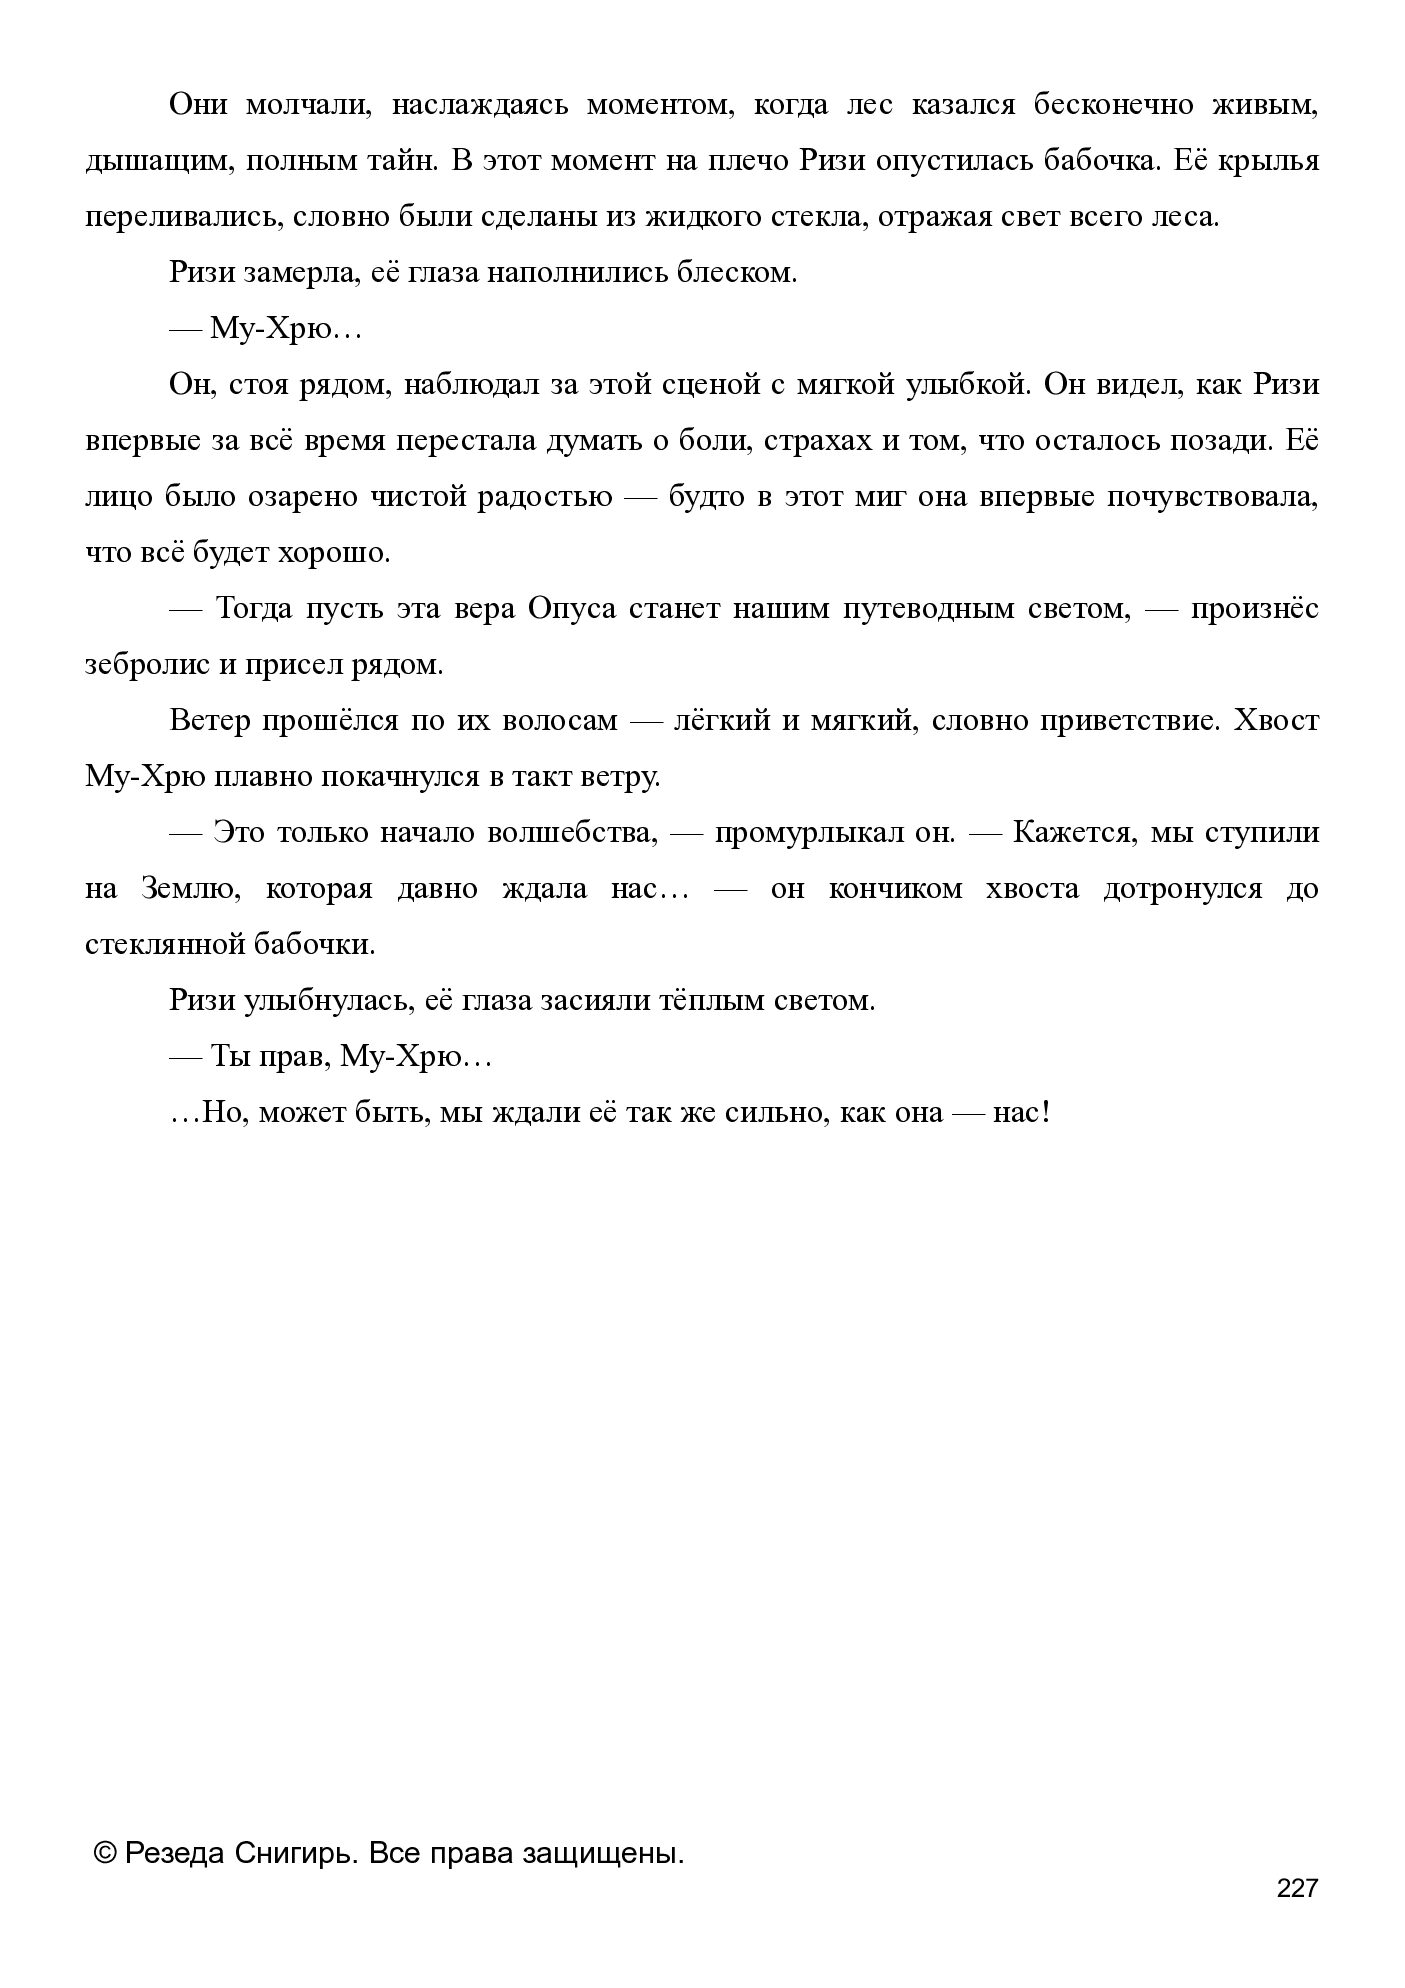 Они молчали, наслаждаясь моментом, когда лес казался бесконечно живым,
дышащим, полным тайн. В этот момент на плечо Ризи опустилась бабочка. Её крылья
переливались, словно были сделаны из жидкого стекла, отражая свет всего леса.
Ризи замерла, её глаза наполнились блеском.
— Му-Хрю…
Он, стоя рядом, наблюдал за этой сценой с мягкой улыбкой. Он видел, как Ризи
впервые за всё время перестала думать о боли, страхах и том, что осталось позади. Её
лицо было озарено чистой радостью — будто в этот миг она впервые почувствовала,
что всё будет хорошо.
— Тогда пусть эта вера Опуса станет нашим путеводным светом, — произнёс
зебролис и присел рядом.
Ветер прошёлся по их волосам — лёгкий и мягкий, словно приветствие. Хвост
Му-Хрю плавно покачнулся в такт ветру.
— Это только начало волшебства, — промурлыкал он. — Кажется, мы ступили
на Землю, которая давно ждала нас… — он кончиком хвоста дотронулся до
стеклянной бабочки.
Ризи улыбнулась, её глаза засияли тёплым светом.
— Ты прав, Му-Хрю…
…Но, может быть, мы ждали её так же сильно, как она — нас!
© Резеда Снигирь. Все права защищены.
227